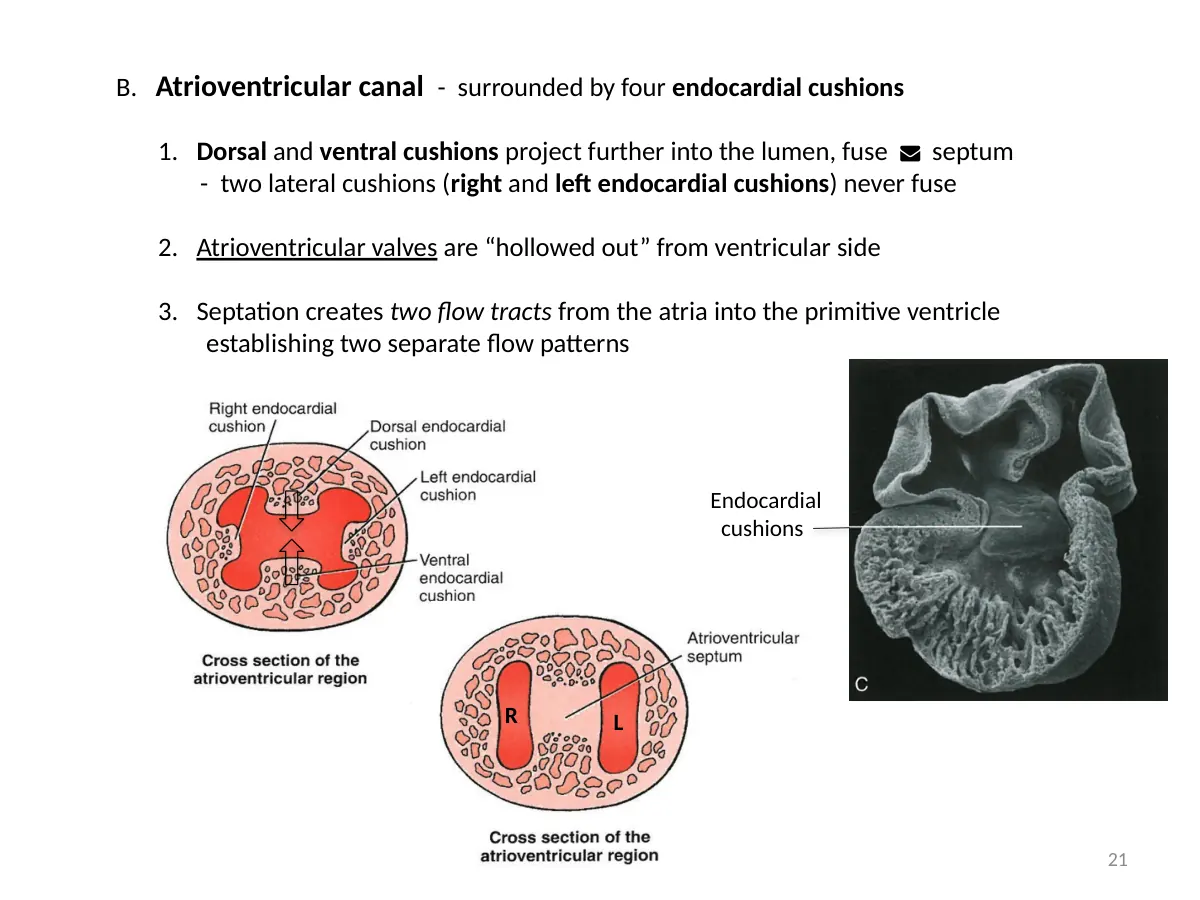 B. Atrioventricular canal - surrounded by four endocardial cushions
1. Dorsal and ventral cushions project further into the lumen, fuse septum
- two lateral cushions (right and left endocardial cushions) never fuse
2. Atrioventricular valves are “hollowed out” from ventricular side
3. Septation creates two flow tracts from the atria into the primitive ventricle
establishing two separate flow patterns
Right endocardial
cushion
Dorsal endocardial
cushion
Left endocardial
cushion
Ventral
endocardial
cushion
Cross section of the
atrioventricular region
Endocardial
cushions
C
Atrioventricular
septum
R
L
Cross section of the
atrioventricular region
21